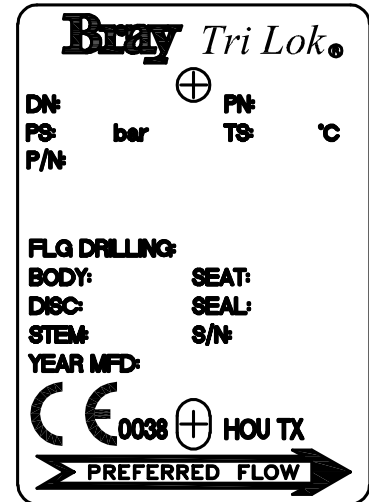 Bray Tri Lok®
DN: PN:
PS: bar TS: °C
P/N:
FLG DRILLING:
BODY: SEAT:
DISC: SEAL:
STEM: S/N:
YEAR MFD:
CE 0038 HOU TX
PREFERRED FLOW